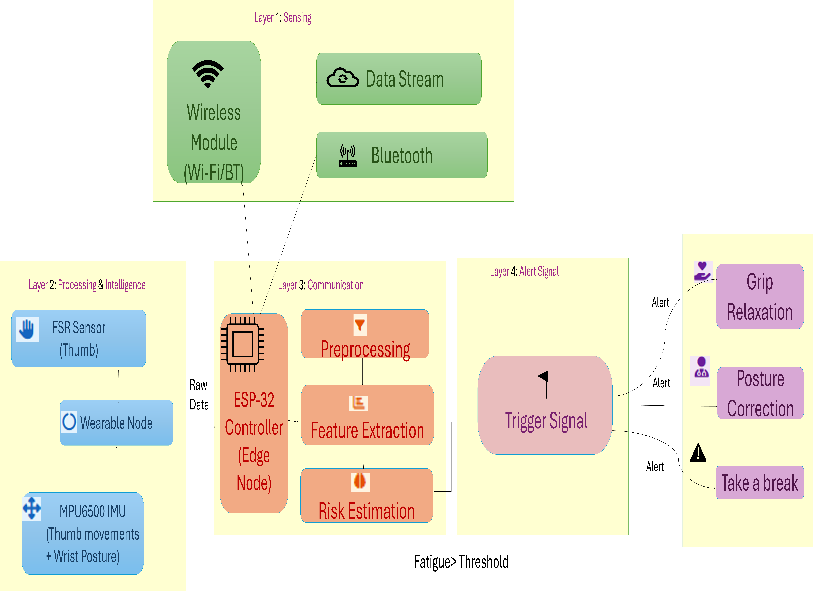 Layer 1: Sensing
Wireless
Module
(Wi-Fi/BT)
Data Stream
Bluetooth
Layer 2: Processing & Intelligence
FSR Sensor
(Thumb)
Wearable Node
MPU6500 IMU
(Thumb movements
+ Wrist Posture)
Raw
Data
Layer 3: Communication
ESP-32
Controller
(Edge
Node)
Preprocessing
Feature Extraction
Risk Estimation
Layer 4: Alert Signal
Trigger Signal
Fatigue> Threshold
Alert
Grip
Relaxation
Alert
Posture
Correction
Alert
Take a break